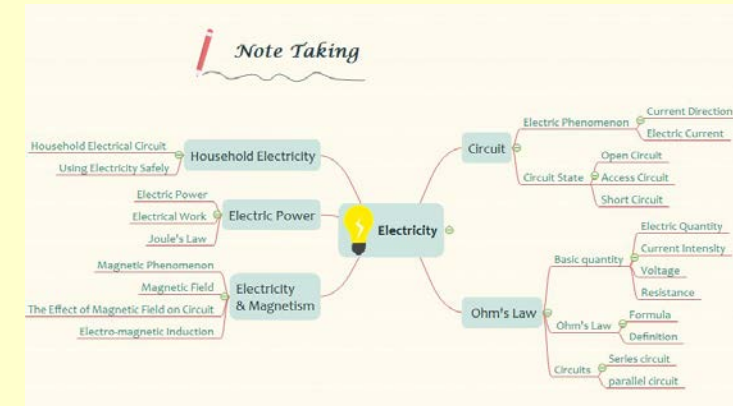 Note Taking
Electricity
Household Electricity
Household Electrical Circuit
Using Electricity Safely
Electric Power
Electric Power
Electrical Work
Joule's Law
Electricity
& Magnetism
Magnetic Phenomenon
Magnetic Field
The Effect of Magnetic Field on Circuit
Electro-magnetic Induction
Circuit
Electric Phenomenon
Current Direction
Electric Current
Circuit State
Open Circuit
Access Circuit
Short Circuit
Ohm's Law
Basic quantity
Electric Quantity
Current Intensity
Voltage
Resistance
Ohm's Law
Formula
Definition
Circuits
Series circuit
parallel circuit